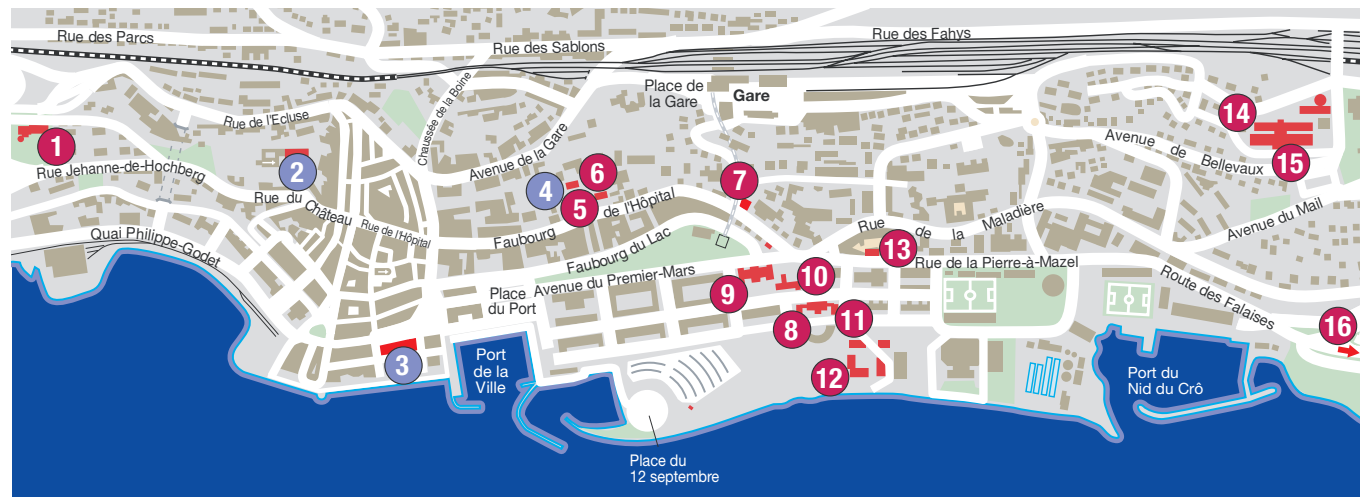 Rue des Parcs
Rue des Sablons
Rue des Fahys
Place de
la Gare
Gare
Chaussée de la Boine
Rue de l'Ecluse
Avenue de la Gare
14
1
Avenue de Bellevaux
15
Rue Jehanne-de-Hochberg
2
4
6
5
7
Rue du Château
Rue de l'Hôpital
Faubourg de l'Hôpital
Rue de la Maladière
Avenue du Mail
Quai Philippe-Godet
Faubourg du Lac
13
Rue de la Pierre-à-Mazel
Avenue du Premier-Mars
10
9
Place
du Port
Route des Falaises
8
11
16
3
Port
de la
Ville
12
Port du
Nid du Crô
Place du
12 septembre